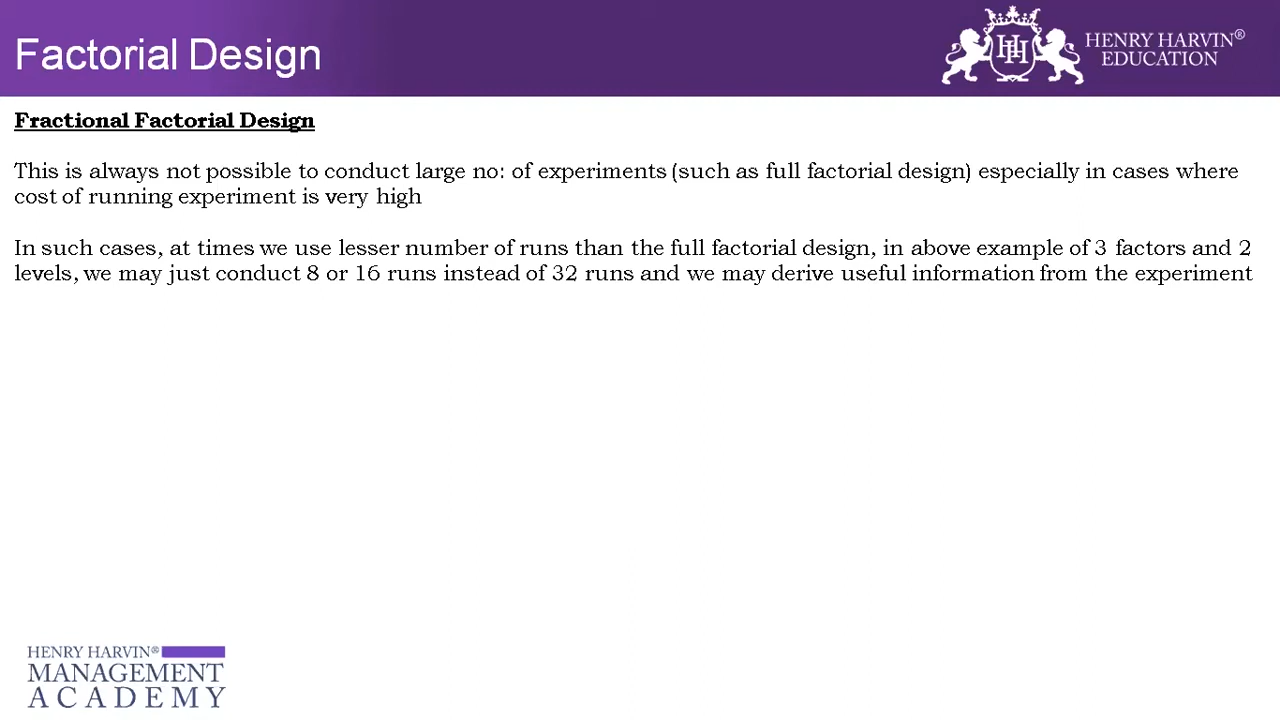 Factorial Design
HENRY HARVIN®
EDUCATION
Fractional Factorial Design
This is always not possible to conduct large no: of experiments (such as full factorial design) especially in cases where
cost of running experiment is very high
In such cases, at times we use lesser number of runs than the full factorial design, in above example of 3 factors and 2
levels, we may just conduct 8 or 16 runs instead of 32 runs and we may derive useful information from the experiment
HENRY HARVIN®
MANAGEMENT
ACADEMY